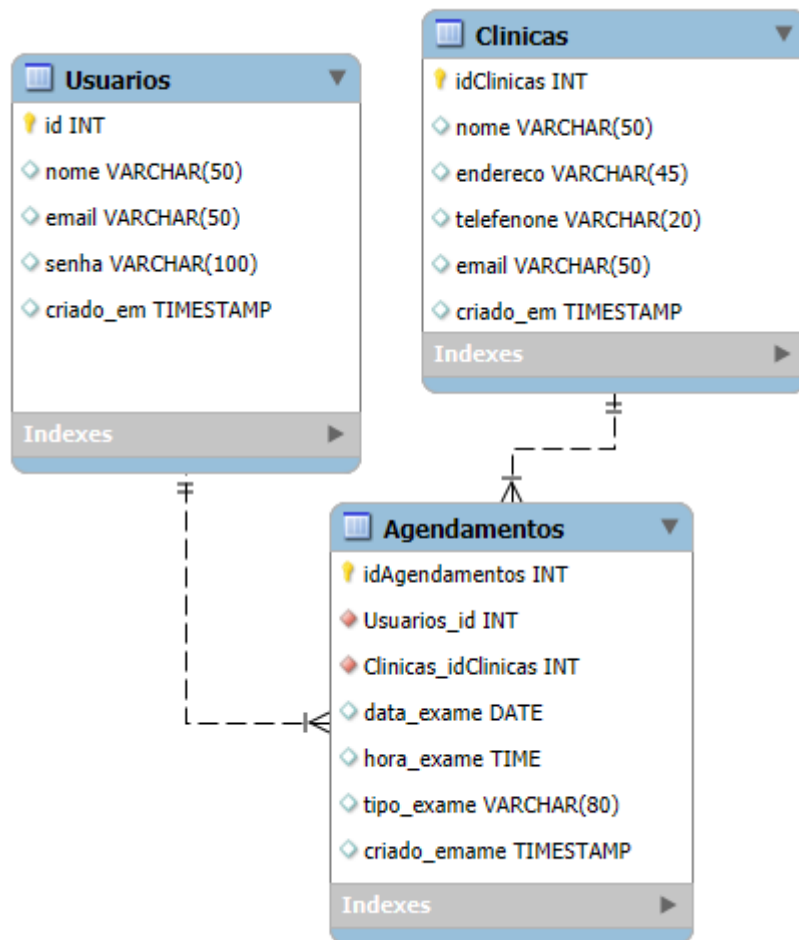 Usuarios
id INT
nome VARCHAR(50)
email VARCHAR(50)
senha VARCHAR(100)
criado_em TIMESTAMP
Indexes
Clinicas
idClinicas INT
nome VARCHAR(50)
endereco VARCHAR(45)
telefenone VARCHAR(20)
email VARCHAR(50)
criado_em TIMESTAMP
Indexes
Agendamentos
idAgendamentos INT
Usuarios_id INT
Clinicas_idClinicas INT
data_exame DATE
hora_exame TIME
tipo_exame VARCHAR(80)
criado_emame TIMESTAMP
Indexes